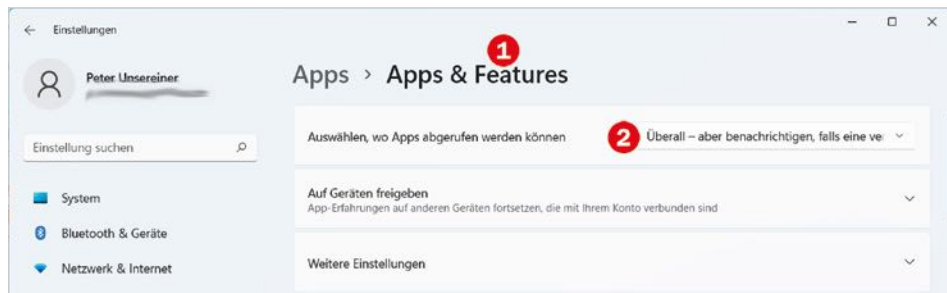 Einstellungen
1
Peter Unsereiner
Apps > Apps & Features
Einstellung suchen
Auswählen, wo Apps abgerufen werden können
2
Überall – aber benachrichtigen, falls eine ve
System
Auf Geräten freigeben
App-Erfahrungen auf anderen Geräten fortsetzen, die mit Ihrem Konto verbunden sind
Bluetooth & Geräte
Netzwerk & Internet
Weitere Einstellungen